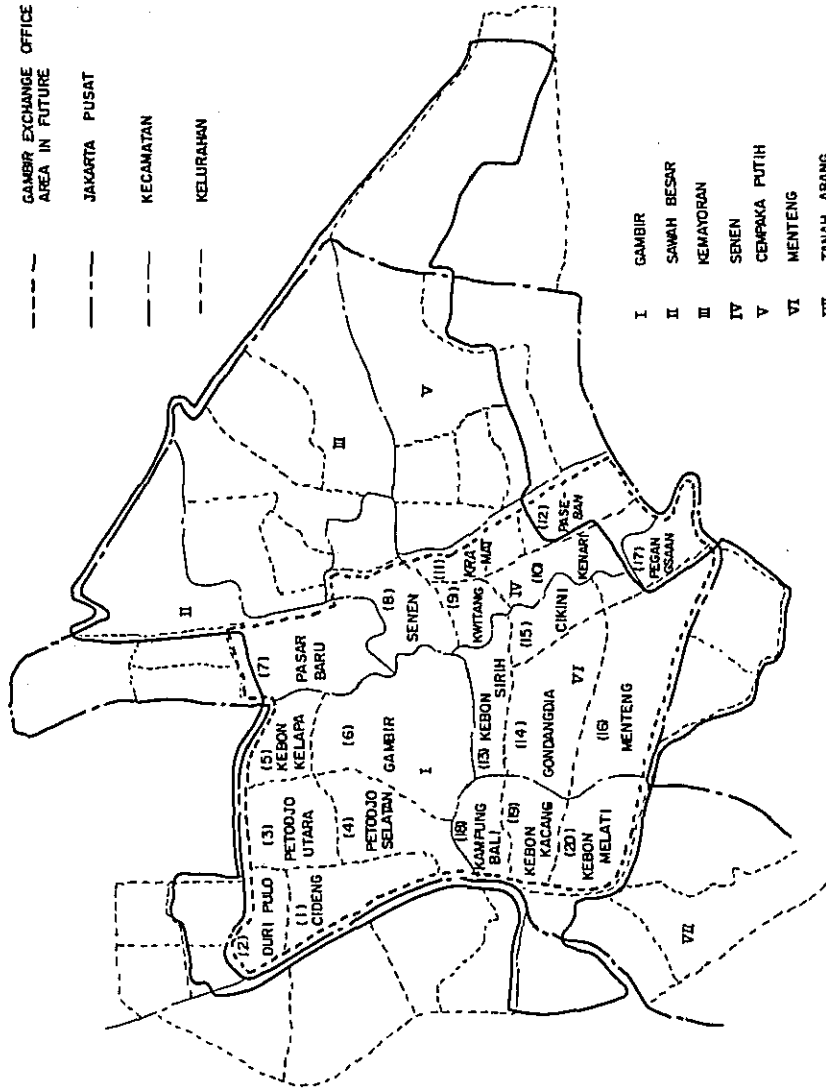 GAMBIR EXCHANGE OFFICE
AREA IN FUTURE
JAKARTA PUSAT
KECAMATAN
KELURAHAN
I GAMBIR
II SAWAH BESAR
III KEMAYORAN
IV SENEN
V CEMPAKA PUTIH
VI MENTENG
VII TANAH ABANG
II
III
V
(7)
PASAR
BARU
(5)
KEBON
KELAPA
(3)
PETODJO
UTARA
(2)
DURI PULO
(1)
CIDENG
(4)
PETODJO
SELATAN
(6)
GAMBIR
I
(8)
SENEN
(11)
KRA
-MAT
(9)
KWITANG
IV
(10)
KENARI
(12)
PASE-
BAN
(17)
PEGAN
GSAAN
(15)
CIKINI
(13) KEBON
SIRIH
(14)
GONDANGDIA
VI
(16)
MENTENG
(18)
KAMPUNG
BALI
(19)
KEBON
KACANG
(20)
KEBON
MELATI
VII